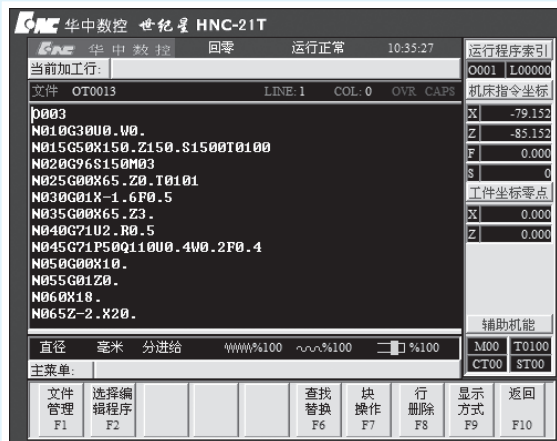 华中数控 世纪星 HNC-21T
华中数控 回零 运行正常 10:35:27
运行程序索引
当前加工行:
O001 L00000
文件 OT0013 LINE:1 COL:0 OVR CAPS
机床指令坐标
X -79.152
Z -85.152
F 0.000
S 0
工件坐标零点
X 0.000
Z 0.000
O003
N010G30U0.W0.
N015G50X150.Z150.S1500T0100
N020G96S150M03
N025G00X65.Z0.T0101
N030G01X-1.6F0.5
N035G00X65.Z3.
N040G71U2.R0.5
N045G71P50Q110U0.4W0.2F0.4
N050G00X10.
N055G01Z0.
N060X18.
N065Z-2.X20.
辅助机能
直径 毫米 分进给 %100 %100 %100
M00 T0100
CT00 ST00
主菜单:
文件管理 F1
选择编辑程序 F2
查找替换 F6
块操作 F7
行删除 F8
显示方式 F9
返回 F10